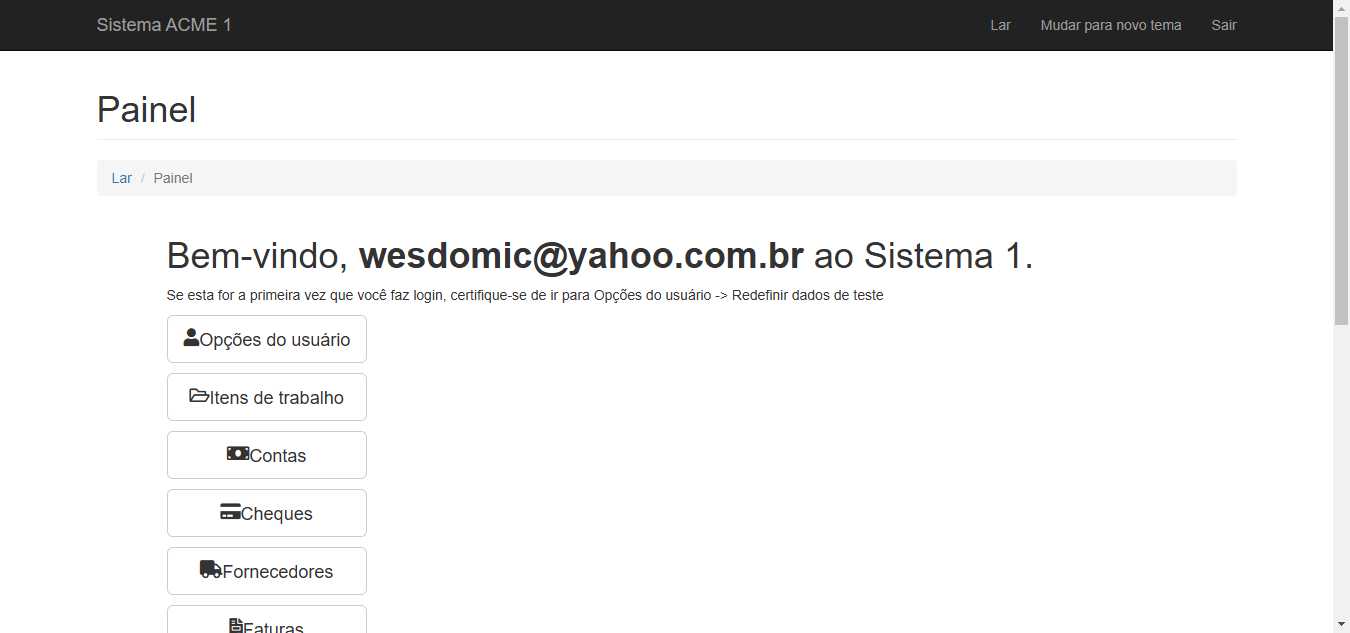 Sistema ACME 1
Lar Mudar para novo tema Sair
Painel
Lar / Painel
Bem-vindo, wesdomic@yahoo.com.br ao Sistema 1.
Se esta for a primeira vez que você faz login, certifique-se de ir para Opções do usuário -> Redefinir dados de teste
Opções do usuário
Itens de trabalho
Contas
Cheques
Fornecedores
Faturas